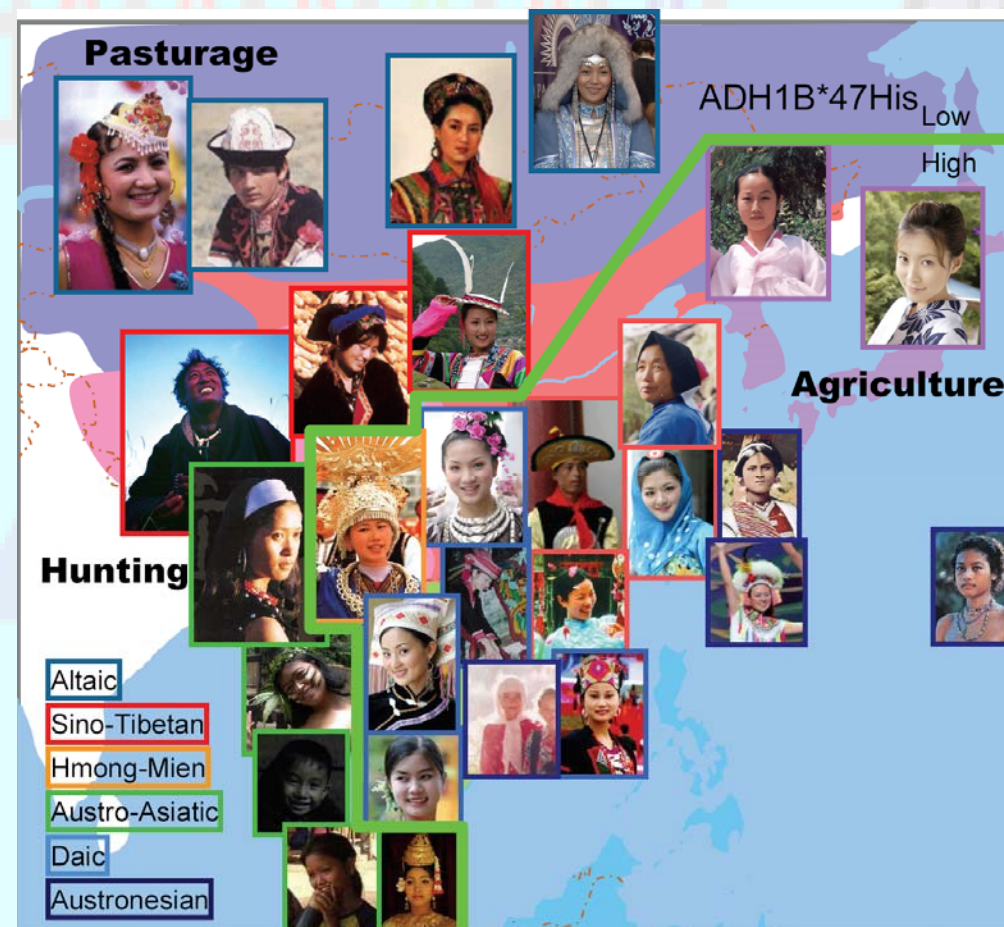 Pasturage
ADH1B*47His
Low
High
Agriculture
Hunting
Altaic
Sino-Tibetan
Hmong-Mien
Austro-Asiatic
Daic
Austronesian